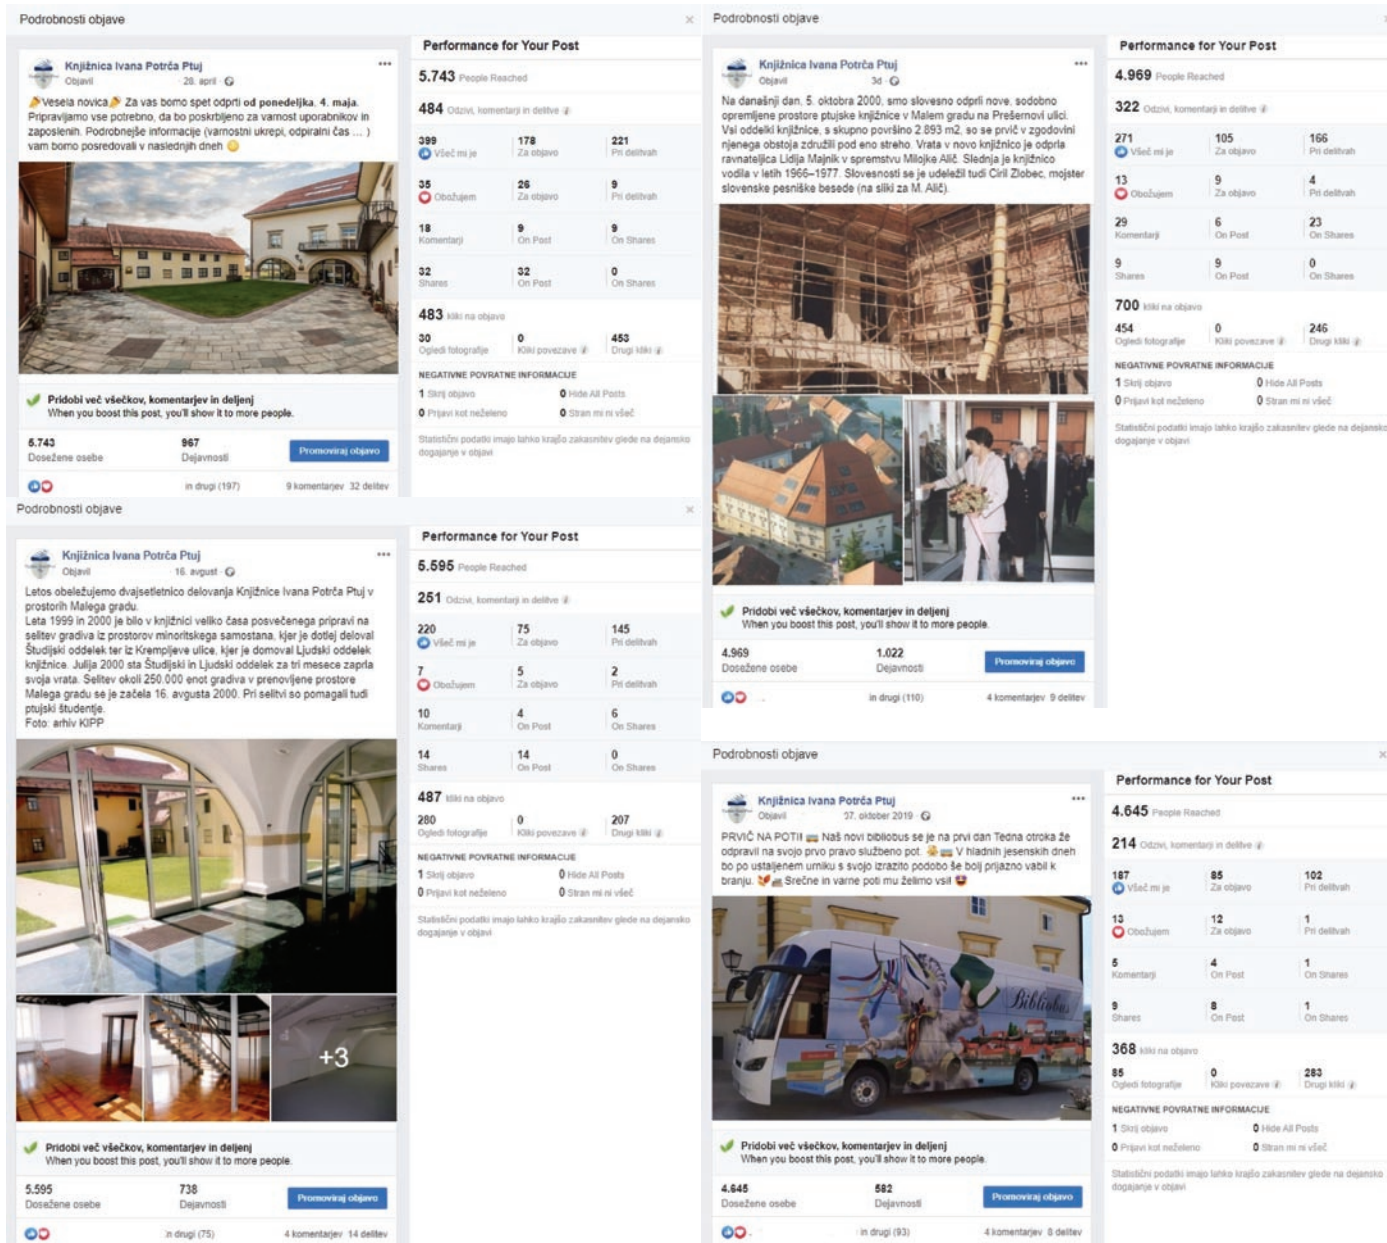 Podrobnosti objave
Knjižnica Ivana Potrča Ptuj
Objavil 28. april
Vesela novica Za vas bomo spet odprti od ponedeljka, 4. maja.
Pripravljamo vse potrebno, da bo poskrbljeno za varnost uporabnikov in
zaposlenih. Podrobnejše informacije (varnostni ukrepi, odpiralni čas ... )
vam bomo posredovali v naslednjih dneh
Pridobi več všečkov, komentarjev in deljenj
When you boost this post, you'll show it to more people.
5.743 967
Dosežene osebe Dejavnosti Promoviraj objavo
in drugi (197) 9 komentarjev 32 delitev
Performance for Your Post
5.743 People Reached
484 Odzivi, komentarji in delitve
399 178 221
Všeč mi je Za objavo Pri delitvah
35 26 9
Obožujem Za objavo Pri delitvah
18 9 9
Komentarji On Post On Shares
32 32 0
Shares On Post On Shares
483 kliki na objavo
30 0 453
Ogledi fotografije Kliki povezave Drugi kliki
NEGATIVNE POVRATNE INFORMACIJE
1 Skrij objavo 0 Hide All Posts
0 Prijavi kot neželeno 0 Stran mi ni všeč
Statistični podatki imajo lahko krajšo zakasnitev glede na dejansko
dogajanje v objavi
Podrobnosti objave
Knjižnica Ivana Potrča Ptuj
Objavil 3d
Na današnji dan, 5. oktobra 2000, smo slovesno odprli nove, sodobno
opremljene prostore ptujske knjižnice v Malem gradu na Prešernovi ulici.
Vsi oddelki knjižnice, s skupno površino 2.893 m2, so se prvič v zgodovini
njenega obstoja združili pod eno streho. Vrata v novo knjižnico je odprla
ravnateljica Lidija Majnik v spremstvu Milojke Alič. Slednja je knjižnico
vodila v letih 1966–1977. Slovesnosti se je udeležil tudi Ciril Zlobec, mojster
slovenske pesniške besede (na sliki za M. Alič).
Pridobi več všečkov, komentarjev in deljenj
When you boost this post, you'll show it to more people.
4.969 1.022
Dosežene osebe Dejavnosti Promoviraj objavo
in drugi (110) 4 komentarjev 9 delitev
Performance for Your Post
4.969 People Reached
322 Odzivi, komentarji in delitve
271 105 166
Všeč mi je Za objavo Pri delitvah
13 9 4
Obožujem Za objavo Pri delitvah
29 6 23
Komentarji On Post On Shares
9 9 0
Shares On Post On Shares
700 kliki na objavo
454 0 246
Ogledi fotografije Kliki povezave Drugi kliki
NEGATIVNE POVRATNE INFORMACIJE
1 Skrij objavo 0 Hide All Posts
0 Prijavi kot neželeno 0 Stran mi ni všeč
Statistični podatki imajo lahko krajšo zakasnitev glede na dejansko
dogajanje v objavi
Podrobnosti objave
Knjižnica Ivana Potrča Ptuj
Objavil 16. avgust
Letos obeležujemo dvajsetletnico delovanja Knjižnice Ivana Potrča Ptuj v
prostorih Malega gradu.
Leta 1999 in 2000 je bilo v knjižnici veliko časa posvečenega pripravi na
selitev gradiva iz prostorov minoritskega samostana, kjer je dotlej deloval
Študijski oddelek ter iz Krempljeve ulice, kjer je domoval Ljudski oddelek
knjižnice. Julija 2000 sta Študijski in Ljudski oddelek za tri mesece zaprla
svoja vrata. Selitev okoli 250.000 enot gradiva v prenovljene prostore
Malega gradu se je začela 16. avgusta 2000. Pri selitvi so pomagali tudi
ptujski študentje.
Foto: arhiv KIPP
+3
Pridobi več všečkov, komentarjev in deljenj
When you boost this post, you'll show it to more people.
5.595 738
Dosežene osebe Dejavnosti Promoviraj objavo
in drugi (75) 4 komentarjev 14 delitev
Performance for Your Post
5.595 People Reached
251 Odzivi, komentarji in delitve
220 75 145
Všeč mi je Za objavo Pri delitvah
7 5 2
Obožujem Za objavo Pri delitvah
10 4 6
Komentarji On Post On Shares
14 14 0
Shares On Post On Shares
487 kliki na objavo
280 0 207
Ogledi fotografije Kliki povezave Drugi kliki
NEGATIVNE POVRATNE INFORMACIJE
1 Skrij objavo 0 Hide All Posts
0 Prijavi kot neželeno 0 Stran mi ni všeč
Statistični podatki imajo lahko krajšo zakasnitev glede na dejansko
dogajanje v objavi
Podrobnosti objave
Knjižnica Ivana Potrča Ptuj
Objavil 07. oktober 2019
PRVIČ NA POTI! Naš novi bibliobus se je na prvi dan Tedna otroka že
odpravil na svojo prvo pravo službeno pot. V hladnih jesenskih dneh
bo po ustaljenem urniku s svojo izrazito podobo še bolj prijazno vabil k
branju. Srečne in varne poti mu želimo vsi!
Bibliobus
Pridobi več všečkov, komentarjev in deljenj
When you boost this post, you'll show it to more people.
4.645 582
Dosežene osebe Dejavnosti Promoviraj objavo
in drugi (93) 4 komentarjev 8 delitev
Performance for Your Post
4.645 People Reached
214 Odzivi, komentarji in delitve
187 85 102
Všeč mi je Za objavo Pri delitvah
13 12 1
Obožujem Za objavo Pri delitvah
5 4 1
Komentarji On Post On Shares
9 8 1
Shares On Post On Shares
368 kliki na objavo
85 0 283
Ogledi fotografije Kliki povezave Drugi kliki
NEGATIVNE POVRATNE INFORMACIJE
1 Skrij objavo 0 Hide All Posts
0 Prijavi kot neželeno 0 Stran mi ni všeč
Statistični podatki imajo lahko krajšo zakasnitev glede na dejansko
dogajanje v objavi